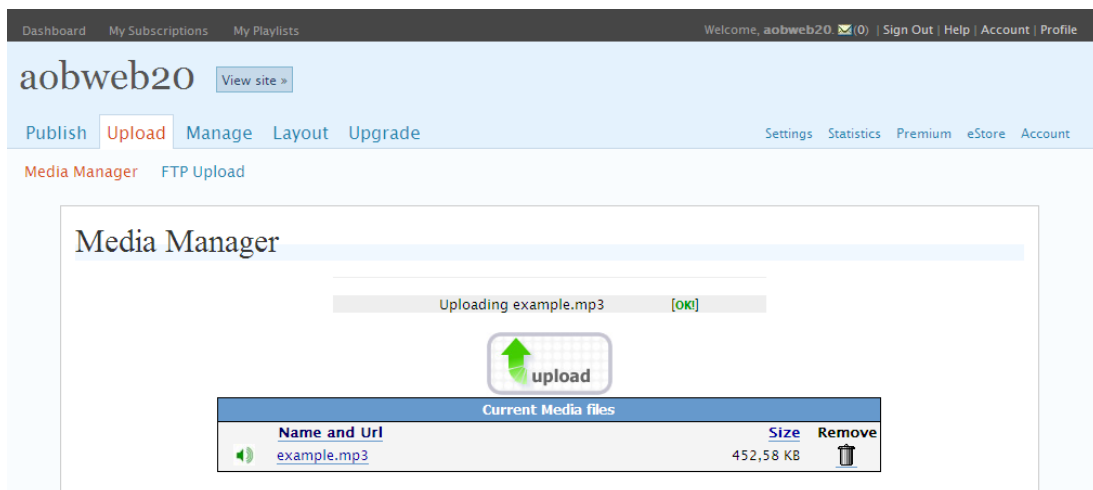 Dashboard My Subscriptions My Playlists Welcome, aobweb20. (0) | Sign Out | Help | Account | Profile
aobweb20 View site »
Publish Upload Manage Layout Upgrade Settings Statistics Premium eStore Account
Media Manager FTP Upload
Media Manager
Uploading example.mp3 [OK!]
upload
Current Media files
Name and Url Size Remove
example.mp3 452,58 KB